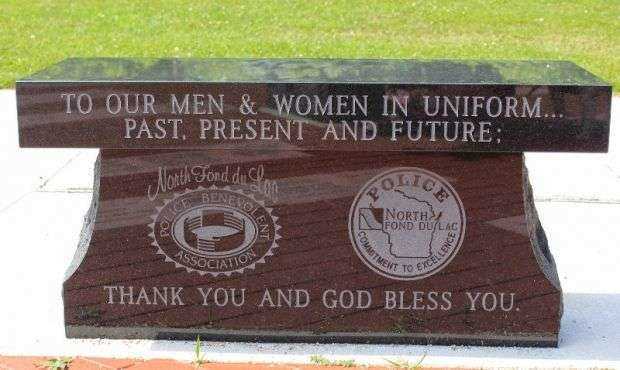 TO OUR MEN & WOMEN IN UNIFORM...
PAST, PRESENT AND FUTURE;
North Fond du Lac
POLICE BENEVOLENT
ASSOCIATION
POLICE
NORTH
FOND DU LAC
COMMITMENT TO EXCELLENCE
THANK YOU AND GOD BLESS YOU.